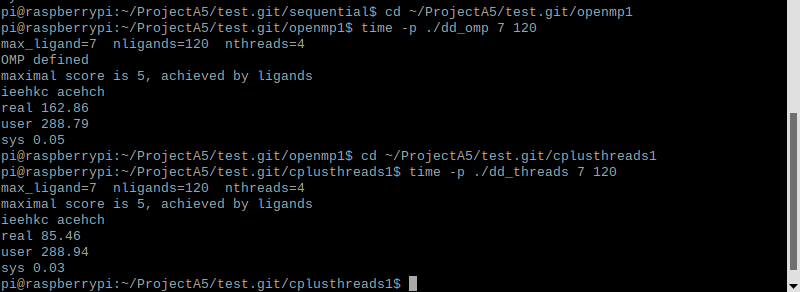 pi@raspberrypi:~/ProjectA5/test.git/sequential$ cd ~/ProjectA5/test.git/openmp1
pi@raspberrypi:~/ProjectA5/test.git/openmp1$ time -p ./dd_omp 7 120
max_ligand=7  nligands=120  nthreads=4
OMP defined
maximal score is 5, achieved by ligands
ieehkc acehch
real 162.86
user 288.79
sys 0.05
pi@raspberrypi:~/ProjectA5/test.git/openmp1$ cd ~/ProjectA5/test.git/cplusthreads1
pi@raspberrypi:~/ProjectA5/test.git/cplusthreads1$ time -p ./dd_threads 7 120
max_ligand=7  nligands=120  nthreads=4
maximal score is 5, achieved by ligands
ieehkc acehch
real 85.46
user 288.94
sys 0.03
pi@raspberrypi:~/ProjectA5/test.git/cplusthreads1$